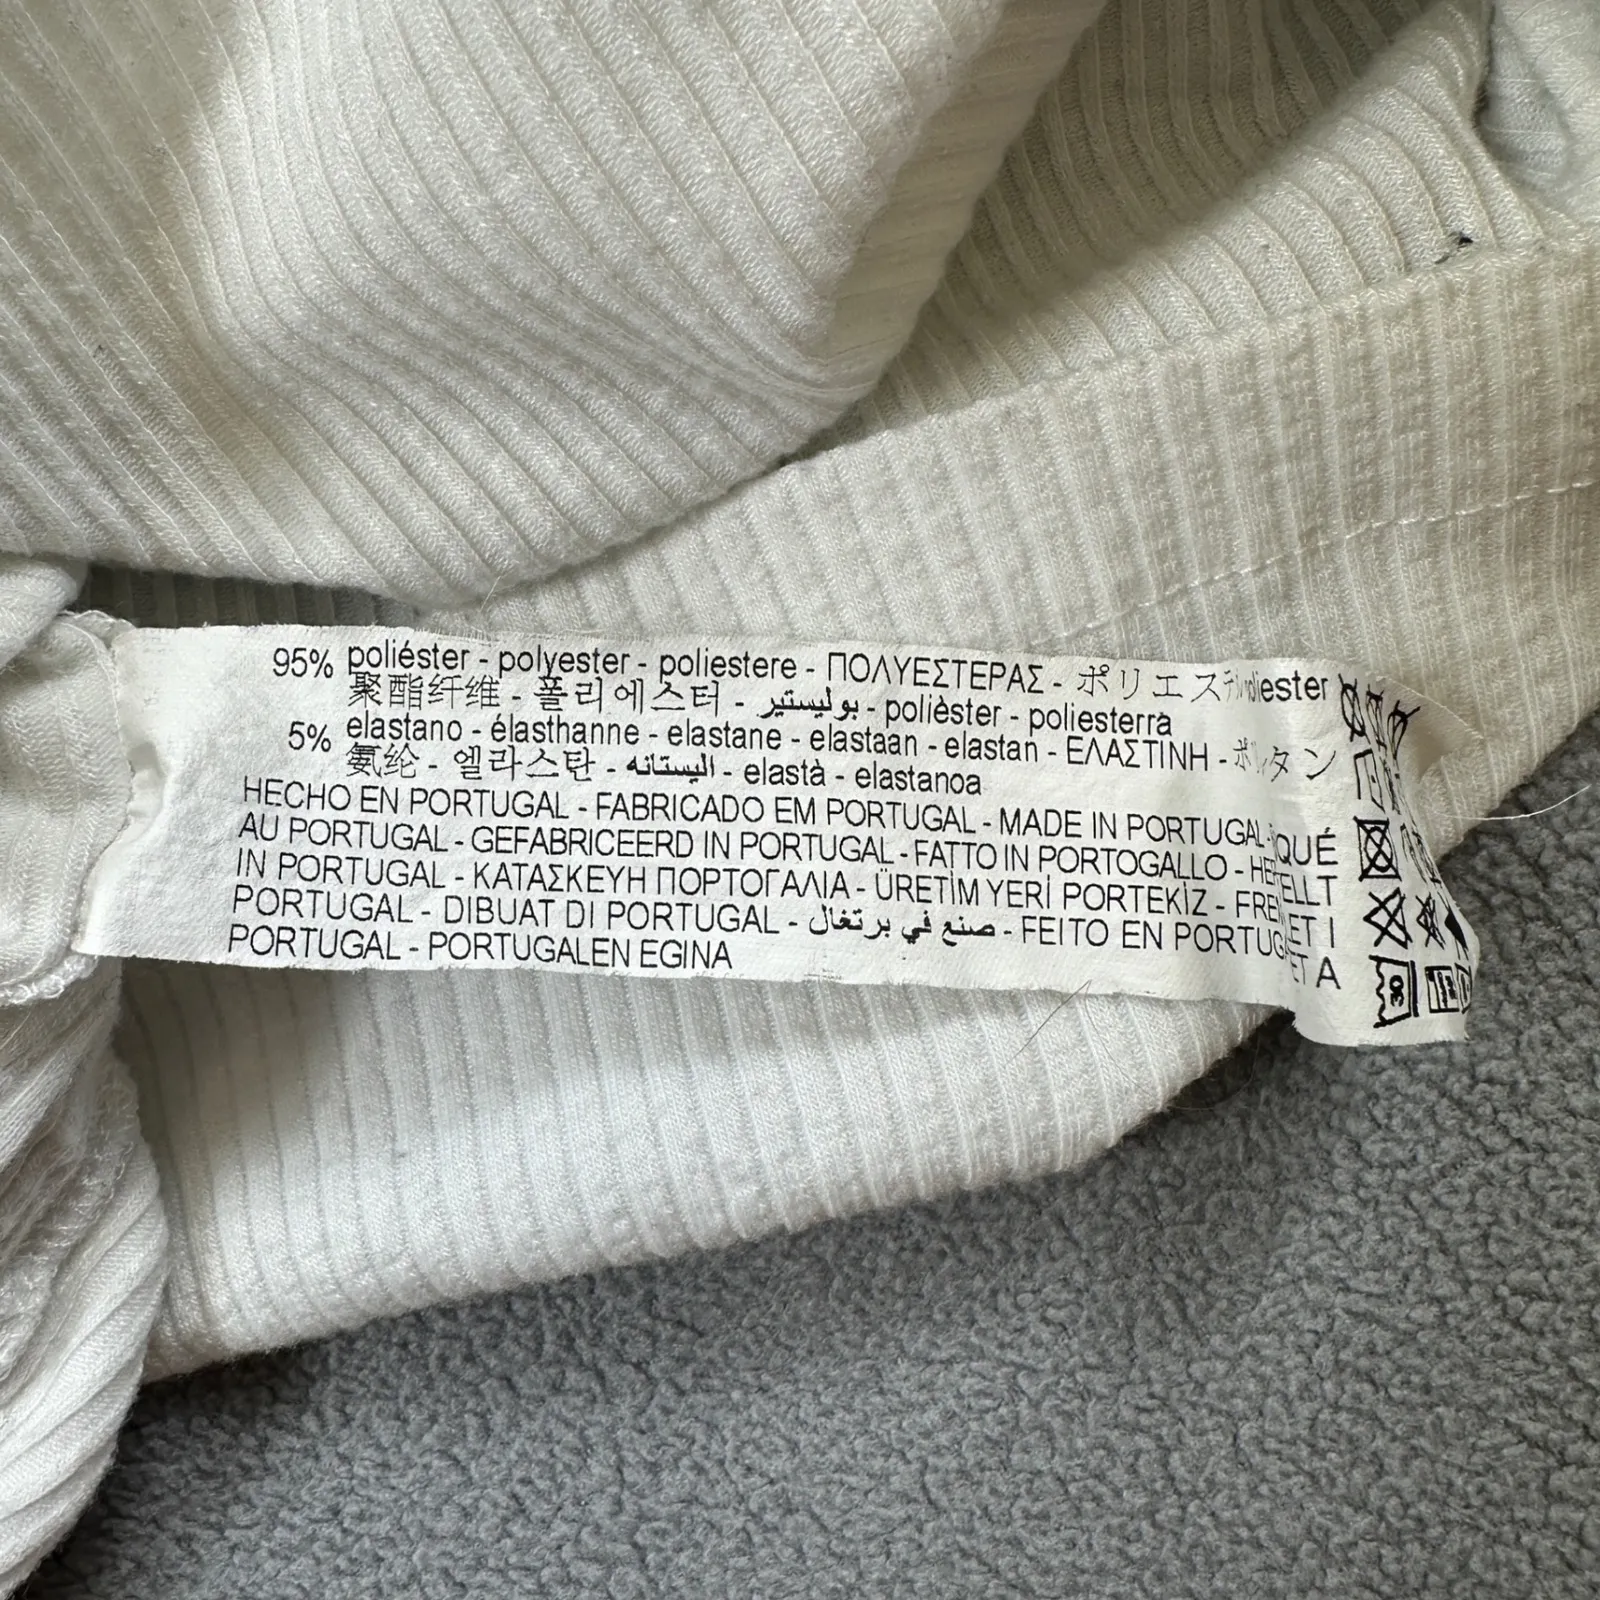 95% poliéster - polyester - poliestere - ΠΟΛΥΕΣΤΕΡΑΣ - ポリエス
聚酯纤维 - 폴리에스터 - بوليستير - polièster - poliesterra
5% elastano - élasthanne - elastane - elastaan - elastan - ΕΛΑΣΤΙΝΗ -
氨纶 - 엘라스탄 - اليستانه - elastà - elastanoa
HECHO EN PORTUGAL - FABRICADO EM PORTUGAL - MADE IN PORTUGAL -
AU PORTUGAL - GEFABRICEERD IN PORTUGAL - FATTO IN PORTOGALLO -
IN PORTUGAL - ΚΑΤΑΣΚΕΥΗ ΠΟΡΤΟΓΑΛΙΑ - ÜRETİM YERİ PORTEKİZ -
PORTUGAL - DIBUAT DI PORTUGAL - صنع في برتغال - FEITO EN
PORTUGAL - PORTUGALEN EGINA
30